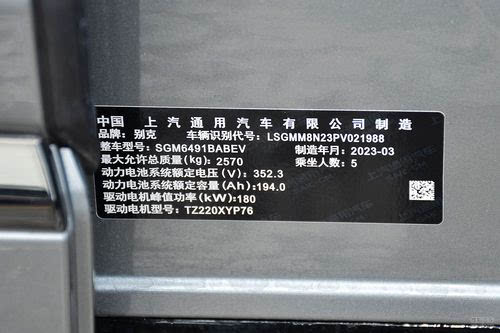 中国 上汽通用汽车有限公司制造
品牌：别克 车辆识别代号：LSGMM8N23PV021988
整车型号：SGM6491BABEV 制造年月：2023-03
最大允许总质量(kg)：2570 乘坐人数：5
动力电池系统额定电压(V)：352.3
动力电池系统额定容量(Ah):194.0
驱动电机峰值功率(kW):180
驱动电机型号：TZ220XYP76